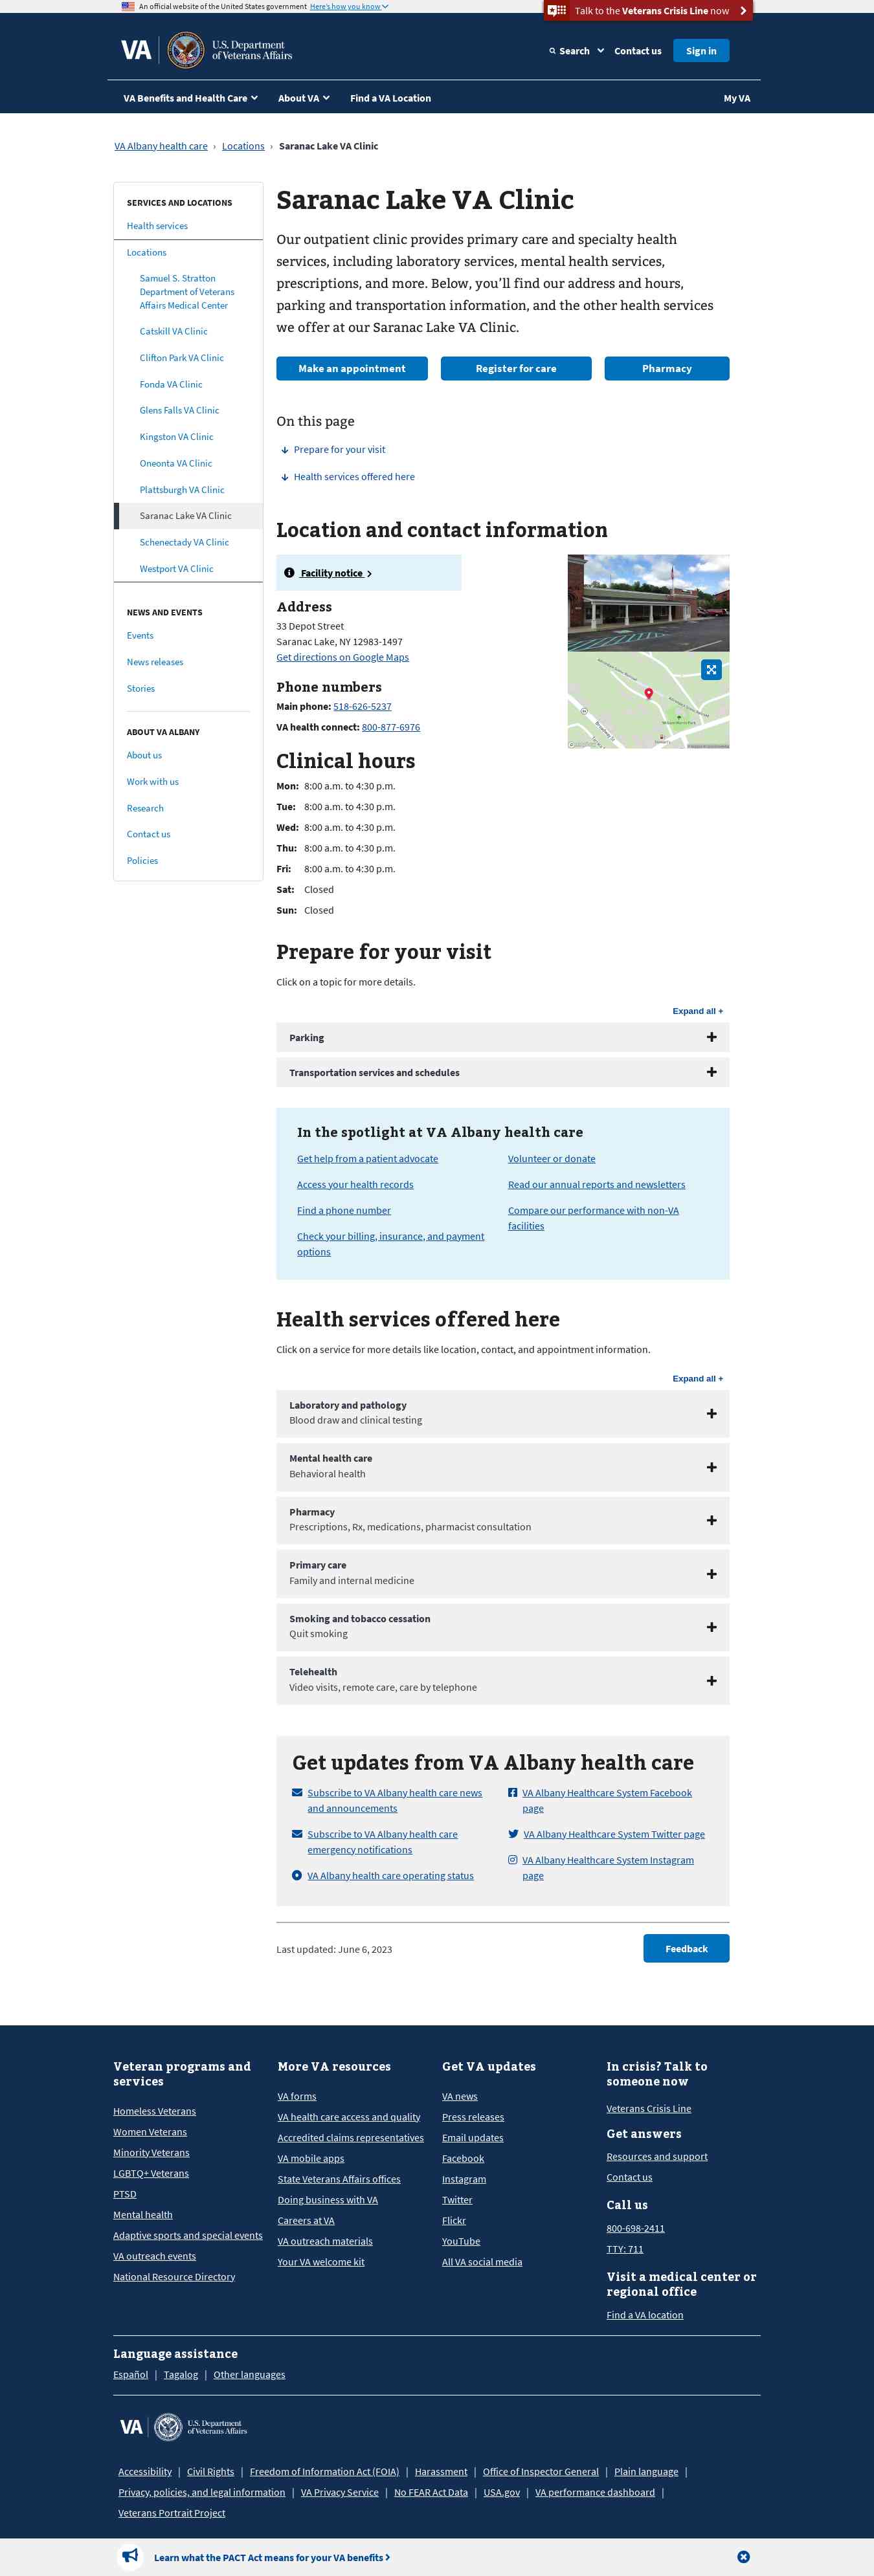 An official website of the United States government Here's how you know
Talk to the Veterans Crisis Line now
VA
U.S. Department
of Veterans Affairs
Search
Contact us
Sign in
VA Benefits and Health Care
About VA
Find a VA Location
My VA
VA Albany health care › Locations › Saranac Lake VA Clinic
SERVICES AND LOCATIONS
Health services
Locations
Samuel S. Stratton
Department of Veterans
Affairs Medical Center
Catskill VA Clinic
Clifton Park VA Clinic
Fonda VA Clinic
Glens Falls VA Clinic
Kingston VA Clinic
Oneonta VA Clinic
Plattsburgh VA Clinic
Saranac Lake VA Clinic
Schenectady VA Clinic
Westport VA Clinic
NEWS AND EVENTS
Events
News releases
Stories
ABOUT VA ALBANY
About us
Work with us
Research
Contact us
Policies
Saranac Lake VA Clinic
Our outpatient clinic provides primary care and specialty health
services, including laboratory services, mental health services,
prescriptions, and more. Below, you'll find our address and hours,
parking and transportation information, and the other health services
we offer at our Saranac Lake VA Clinic.
Make an appointment
Register for care
Pharmacy
On this page
Prepare for your visit
Health services offered here
Location and contact information
Facility notice
Address
33 Depot Street
Saranac Lake, NY 12983-1497
Get directions on Google Maps
Phone numbers
Main phone: 518-626-5237
VA health connect: 800-877-6976
Clinical hours
Mon: 8:00 a.m. to 4:30 p.m.
Tue: 8:00 a.m. to 4:30 p.m.
Wed: 8:00 a.m. to 4:30 p.m.
Thu: 8:00 a.m. to 4:30 p.m.
Fri: 8:00 a.m. to 4:30 p.m.
Sat: Closed
Sun: Closed
Prepare for your visit
Click on a topic for more details.
Expand all +
Parking
Transportation services and schedules
In the spotlight at VA Albany health care
Get help from a patient advocate
Access your health records
Find a phone number
Check your billing, insurance, and payment
options
Volunteer or donate
Read our annual reports and newsletters
Compare our performance with non-VA
facilities
Health services offered here
Click on a service for more details like location, contact, and appointment information.
Expand all +
Laboratory and pathology
Blood draw and clinical testing
Mental health care
Behavioral health
Pharmacy
Prescriptions, Rx, medications, pharmacist consultation
Primary care
Family and internal medicine
Smoking and tobacco cessation
Quit smoking
Telehealth
Video visits, remote care, care by telephone
Get updates from VA Albany health care
Subscribe to VA Albany health care news
and announcements
Subscribe to VA Albany health care
emergency notifications
VA Albany health care operating status
VA Albany Healthcare System Facebook
page
VA Albany Healthcare System Twitter page
VA Albany Healthcare System Instagram
page
Last updated: June 6, 2023
Feedback
Veteran programs and
services
Homeless Veterans
Women Veterans
Minority Veterans
LGBTQ+ Veterans
PTSD
Mental health
Adaptive sports and special events
VA outreach events
National Resource Directory
More VA resources
VA forms
VA health care access and quality
Accredited claims representatives
VA mobile apps
State Veterans Affairs offices
Doing business with VA
Careers at VA
VA outreach materials
Your VA welcome kit
Get VA updates
VA news
Press releases
Email updates
Facebook
Instagram
Twitter
Flickr
YouTube
All VA social media
In crisis? Talk to
someone now
Veterans Crisis Line
Get answers
Resources and support
Contact us
Call us
800-698-2411
TTY: 711
Visit a medical center or
regional office
Find a VA location
Language assistance
Español | Tagalog | Other languages
VA
U.S. Department
of Veterans Affairs
Accessibility | Civil Rights | Freedom of Information Act (FOIA) | Harassment | Office of Inspector General | Plain language |
Privacy, policies, and legal information | VA Privacy Service | No FEAR Act Data | USA.gov | VA performance dashboard |
Veterans Portrait Project
Learn what the PACT Act means for your VA benefits